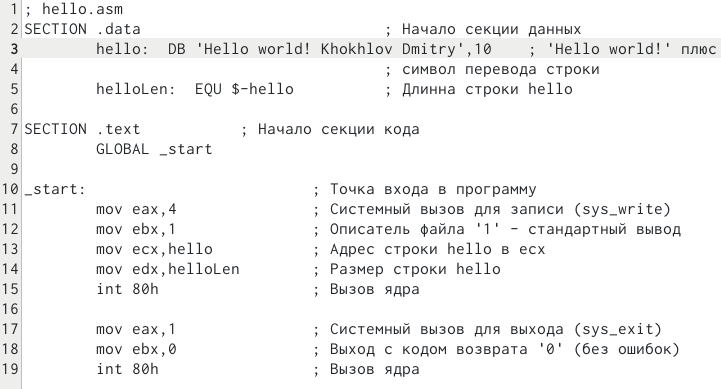 1 ; hello.asm
2 SECTION .data ; Начало секции данных
3 hello: DB 'Hello world! Khokhlov Dmitry',10 ; 'Hello world!' плюс
4 ; символ перевода строки
5 helloLen: EQU $-hello ; Длинна строки hello
6
7 SECTION .text ; Начало секции кода
8 GLOBAL _start
9
10 _start: ; Точка входа в программу
11 mov eax,4 ; Системный вызов для записи (sys_write)
12 mov ebx,1 ; Описатель файла '1' - стандартный вывод
13 mov ecx,hello ; Адрес строки hello в ecx
14 mov edx,helloLen ; Размер строки hello
15 int 80h ; Вызов ядра
16
17 mov eax,1 ; Системный вызов для выхода (sys_exit)
18 mov ebx,0 ; Выход с кодом возврата '0' (без ошибок)
19 int 80h ; Вызов ядра